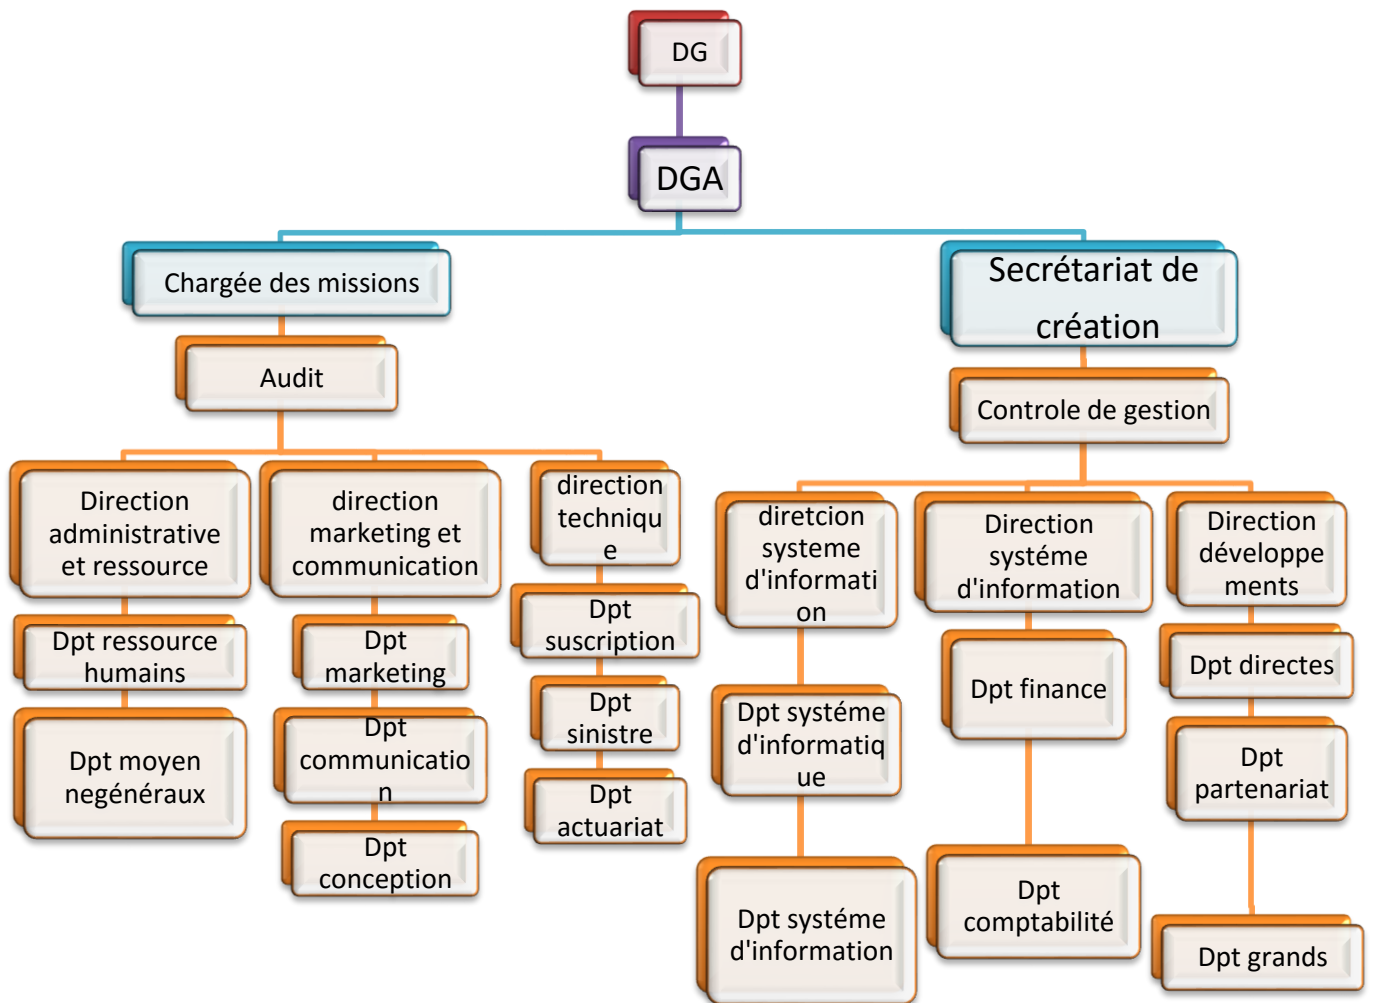 DG
DGA
Chargée des missions
Secrétariat de
création
Audit
Controle de gestion
Direction
administrative
et ressource
direction
marketing et
communication
direction
techniqu
e
diretcion
systeme
d'informati
on
Direction
systéme
d'information
Direction
développe
ments
Dpt ressource
humains
Dpt
marketing
Dpt
suscription
Dpt systéme
d'informatiq
ue
Dpt finance
Dpt directes
Dpt moyen
negénéraux
Dpt
communicatio
n
Dpt
sinistre
Dpt
partenariat
Dpt
conception
Dpt
actuariat
Dpt systéme
d'information
Dpt
comptabilité
Dpt grands